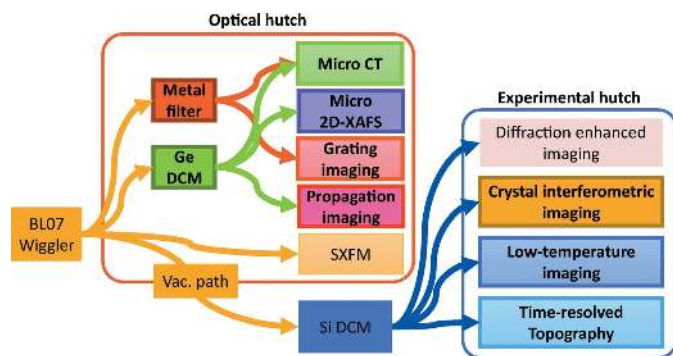 Optical hutch
Metal
filter
Ge
DCM
Micro CT
Micro
2D-XAFS
Grating
imaging
Propagation
imaging
SXFM
BL07
Wiggler
Vac. path
Si DCM
Experimental hutch
Diffraction enhanced
imaging
Crystal interferometric
imaging
Low-temperature
imaging
Time-resolved
Topography